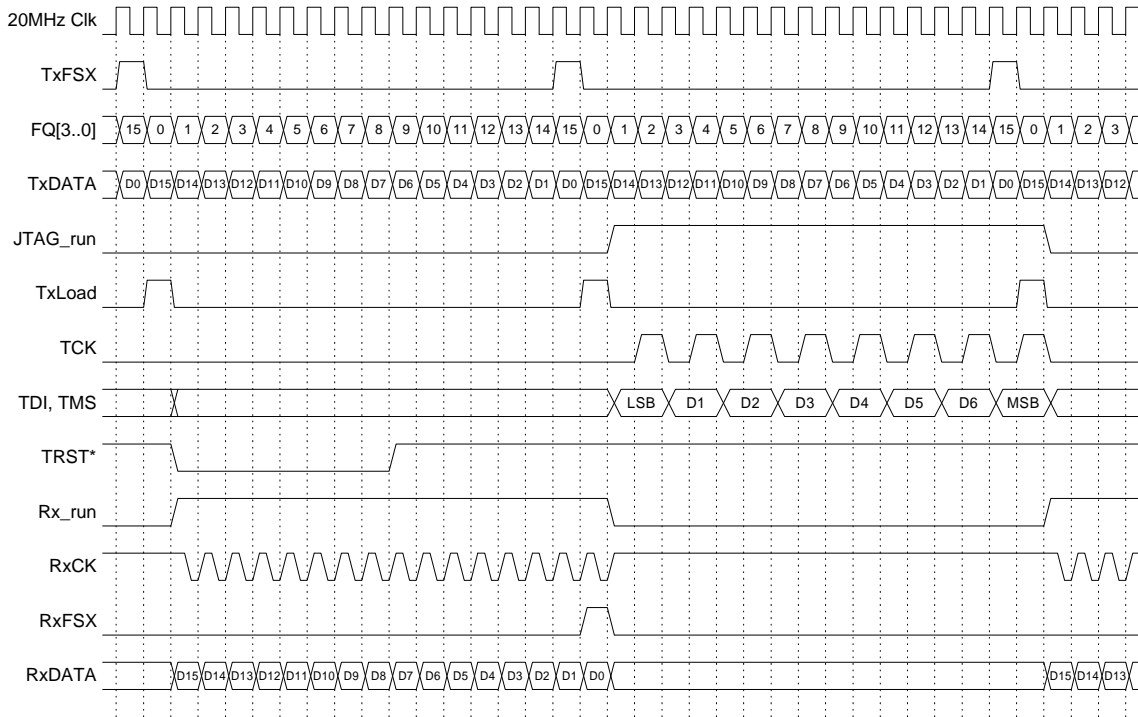 20MHz Clk
TxFSX
FQ[3..0] 15 0 1 2 3 4 5 6 7 8 9 10 11 12 13 14 15 0 1 2 3 4 5 6 7 8 9 10 11 12 13 14 15 0 1 2 3
TxDATA D0 D15 D14 D13 D12 D11 D10 D9 D8 D7 D6 D5 D4 D3 D2 D1 D0 D15 D14 D13 D12 D11 D10 D9 D8 D7 D6 D5 D4 D3 D2 D1 D0 D15 D14 D13 D12
JTAG_run
TxLoad
TCK
TDI, TMS LSB D1 D2 D3 D4 D5 D6 MSB
TRST*
Rx_run
RxCK
RxFSX
RxDATA D15 D14 D13 D12 D11 D10 D9 D8 D7 D6 D5 D4 D3 D2 D1 D0 D15 D14 D13